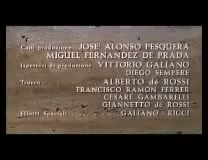 Capi produzione: JOSÉ ALONSO PESQUERA
MIGUEL FERNANDEZ DE PRADA
Ispettori di produzione: VITTORIO GALIANO
DIEGO SEMPERE
Trucco ALBERTO de ROSSI
FRANCISCO RAMON FERRER
CESARE GAMBARELLI
GIANNETTO de ROSSI
Effetti Speciali GALIANO - RICCI